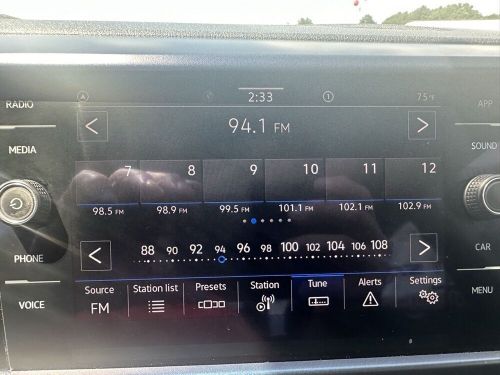 RADIO
MEDIA
PHONE
VOICE
A 2:33 1 75°F
94.1 FM
7 8 9 10 11 12
98.5 FM 98.9 FM 99.5 FM 101.1 FM 102.1 FM 102.9 FM
88 90 92 94 96 98 100 102 104 106 108
Source Station list Presets Station Tune Alerts Settings
FM
APP
SOUND
CAR
MENU